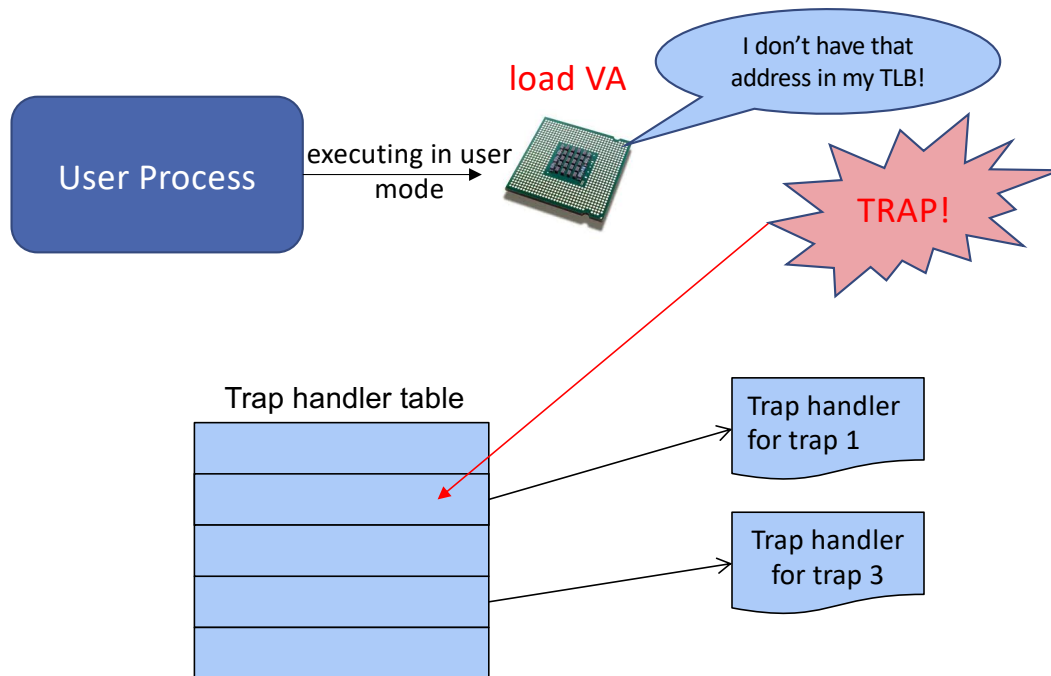 load VA
I don’t have that
address in my TLB!
User Process
executing in user
mode
TRAP!
Trap handler table
Trap handler
for trap 1
Trap handler
for trap 3